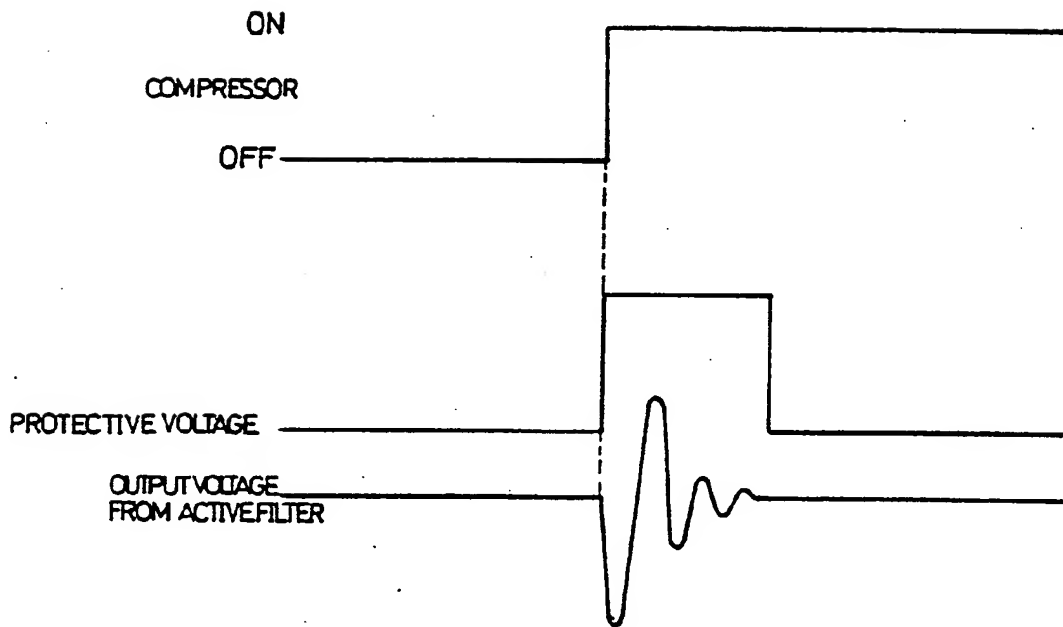 ON
COMPRESSOR
OFF
PROTECTIVE VOLTAGE
OUTPUT VOLTAGE
FROM ACTIVE FILTER